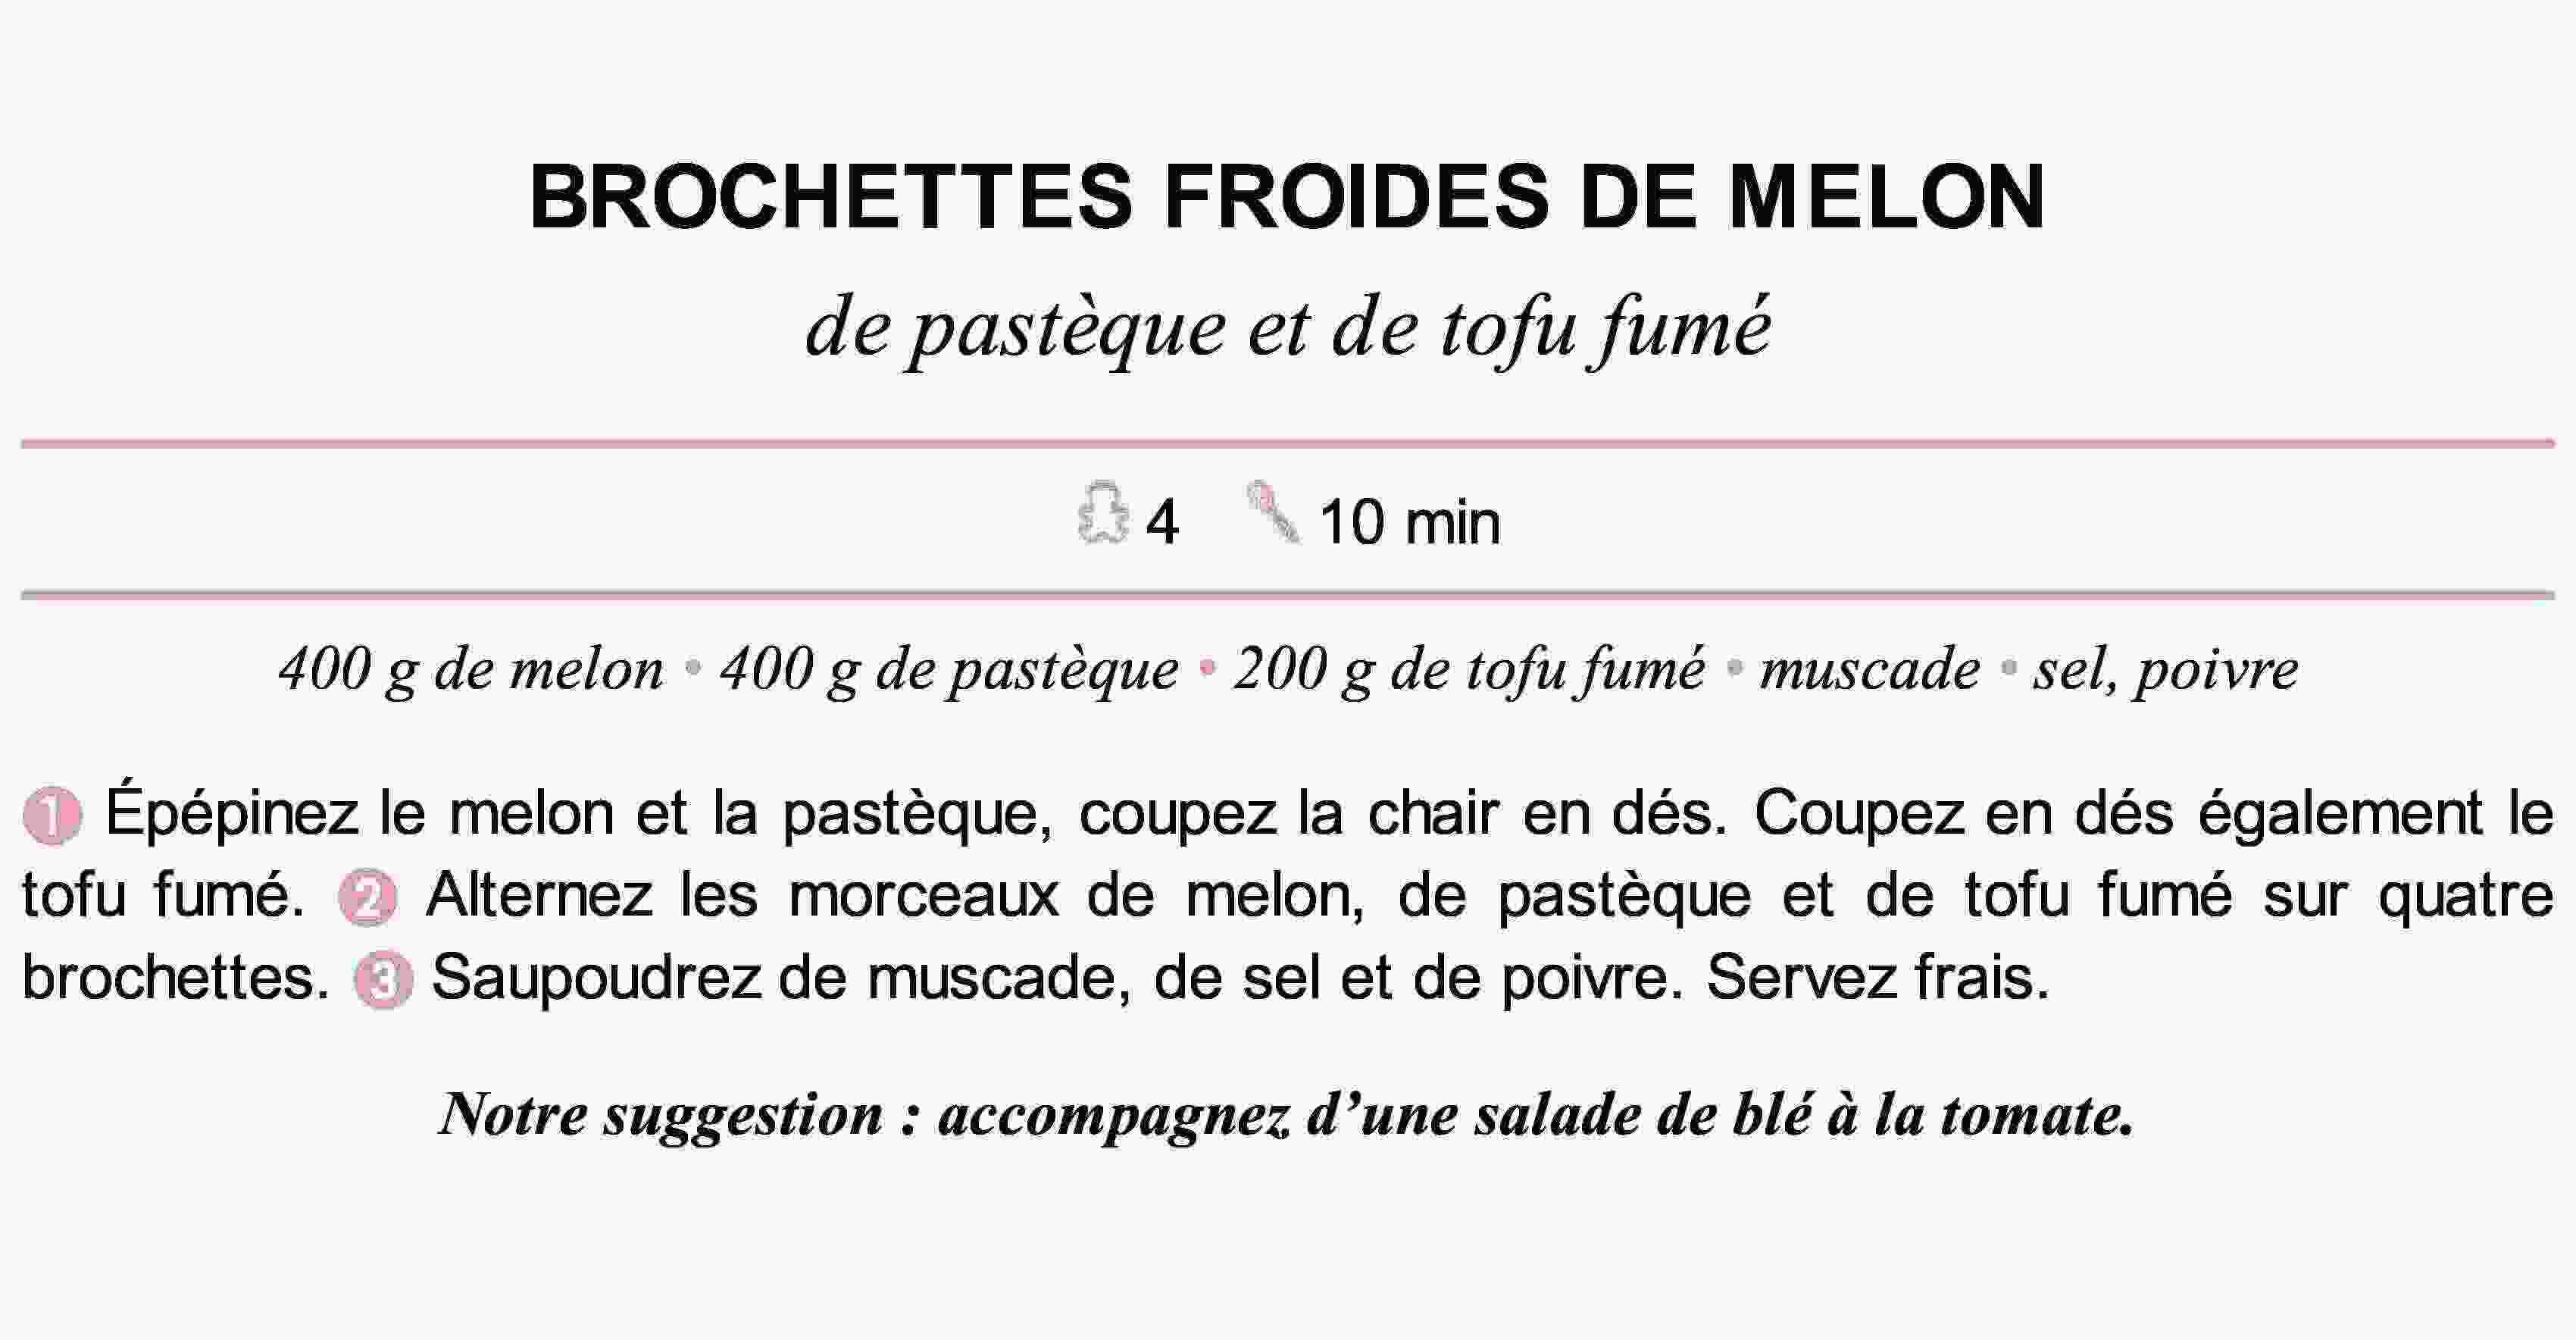 BROCHETTES FROIDES DE MELON
de pastèque et de tofu fumé
4 10 min
400 g de melon • 400 g de pastèque • 200 g de tofu fumé • muscade • sel, poivre
1 Épépinez le melon et la pastèque, coupez la chair en dés. Coupez en dés également le
tofu fumé. 2 Alternez les morceaux de melon, de pastèque et de tofu fumé sur quatre
brochettes. 3 Saupoudrez de muscade, de sel et de poivre. Servez frais.
Notre suggestion : accompagnez d’une salade de blé à la tomate.